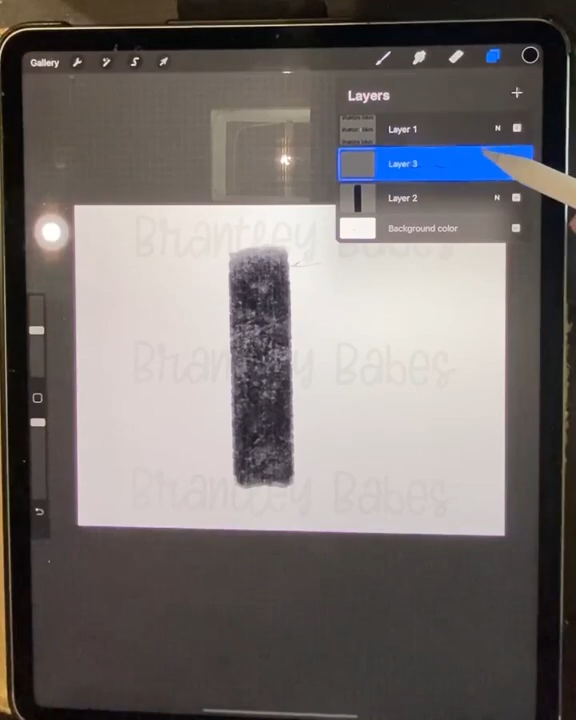 Gallery
Layers
Layer 1
N
Layer 3
Layer 2
N
Background color
Brantley Babes
Brantley Babes
Brantley Babes